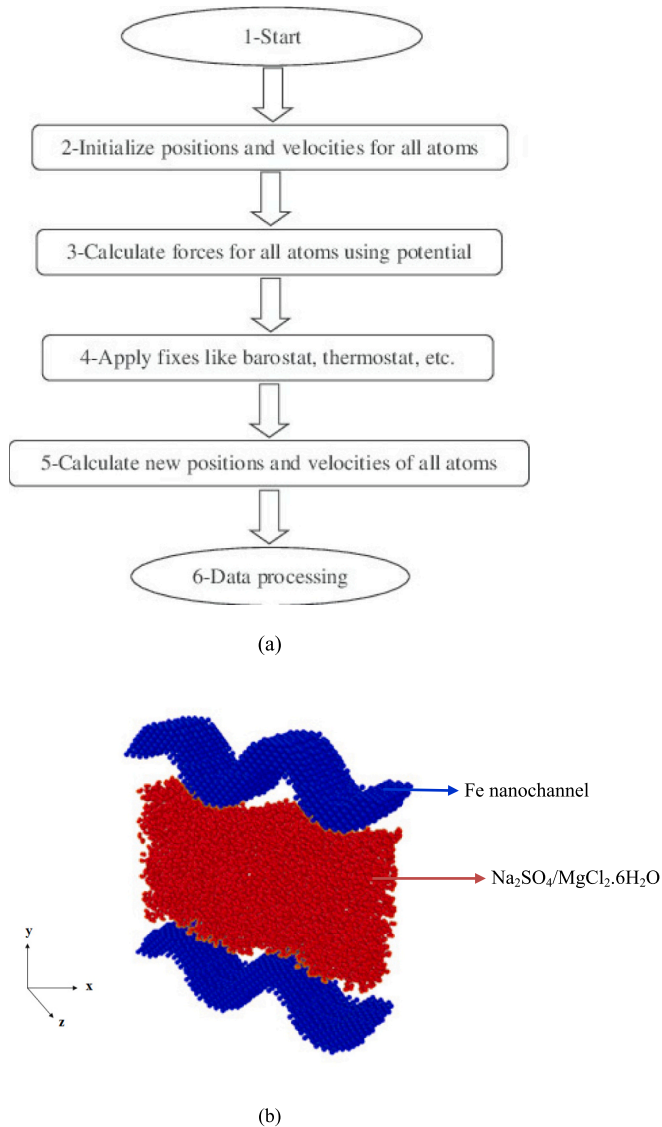 1-Start
2-Initialize positions and velocities for all atoms
3-Calculate forces for all atoms using potential
4-Apply fixes like barostat, thermostat, etc.
5-Calculate new positions and velocities of all atoms
6-Data processing
(a)
Fe nanochannel
Na₂SO₄/MgCl₂.6H₂O
y
x
z
(b)